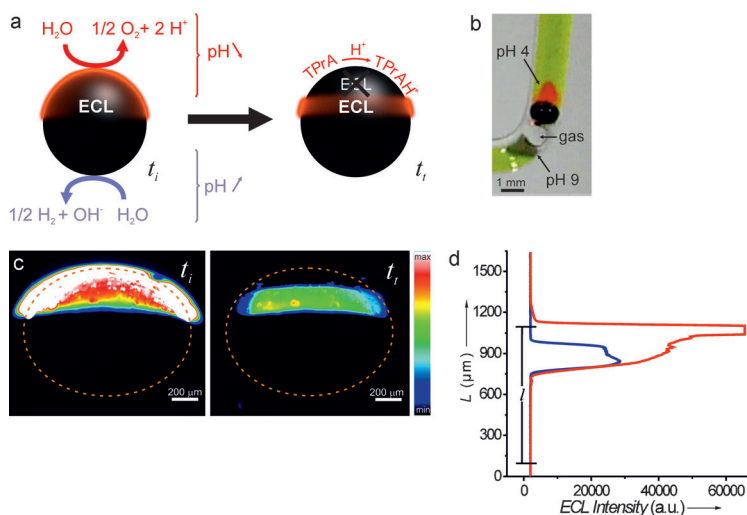 a
H₂O 1/2 O₂ + 2 H⁺
pH ↘
ECL
tᵢ
1/2 H₂ + OH⁻ H₂O
pH ↗
TPrA H⁺ TPrAH⁺
ECL
ECL
tₜ
b
pH 4
gas
pH 9
1 mm
c
tᵢ
200 μm
tₜ
200 μm
max
min
d
1500
1200
900
600
300
0
L (μm)
l
0 20000 40000 60000
ECL Intensity (a.u.)